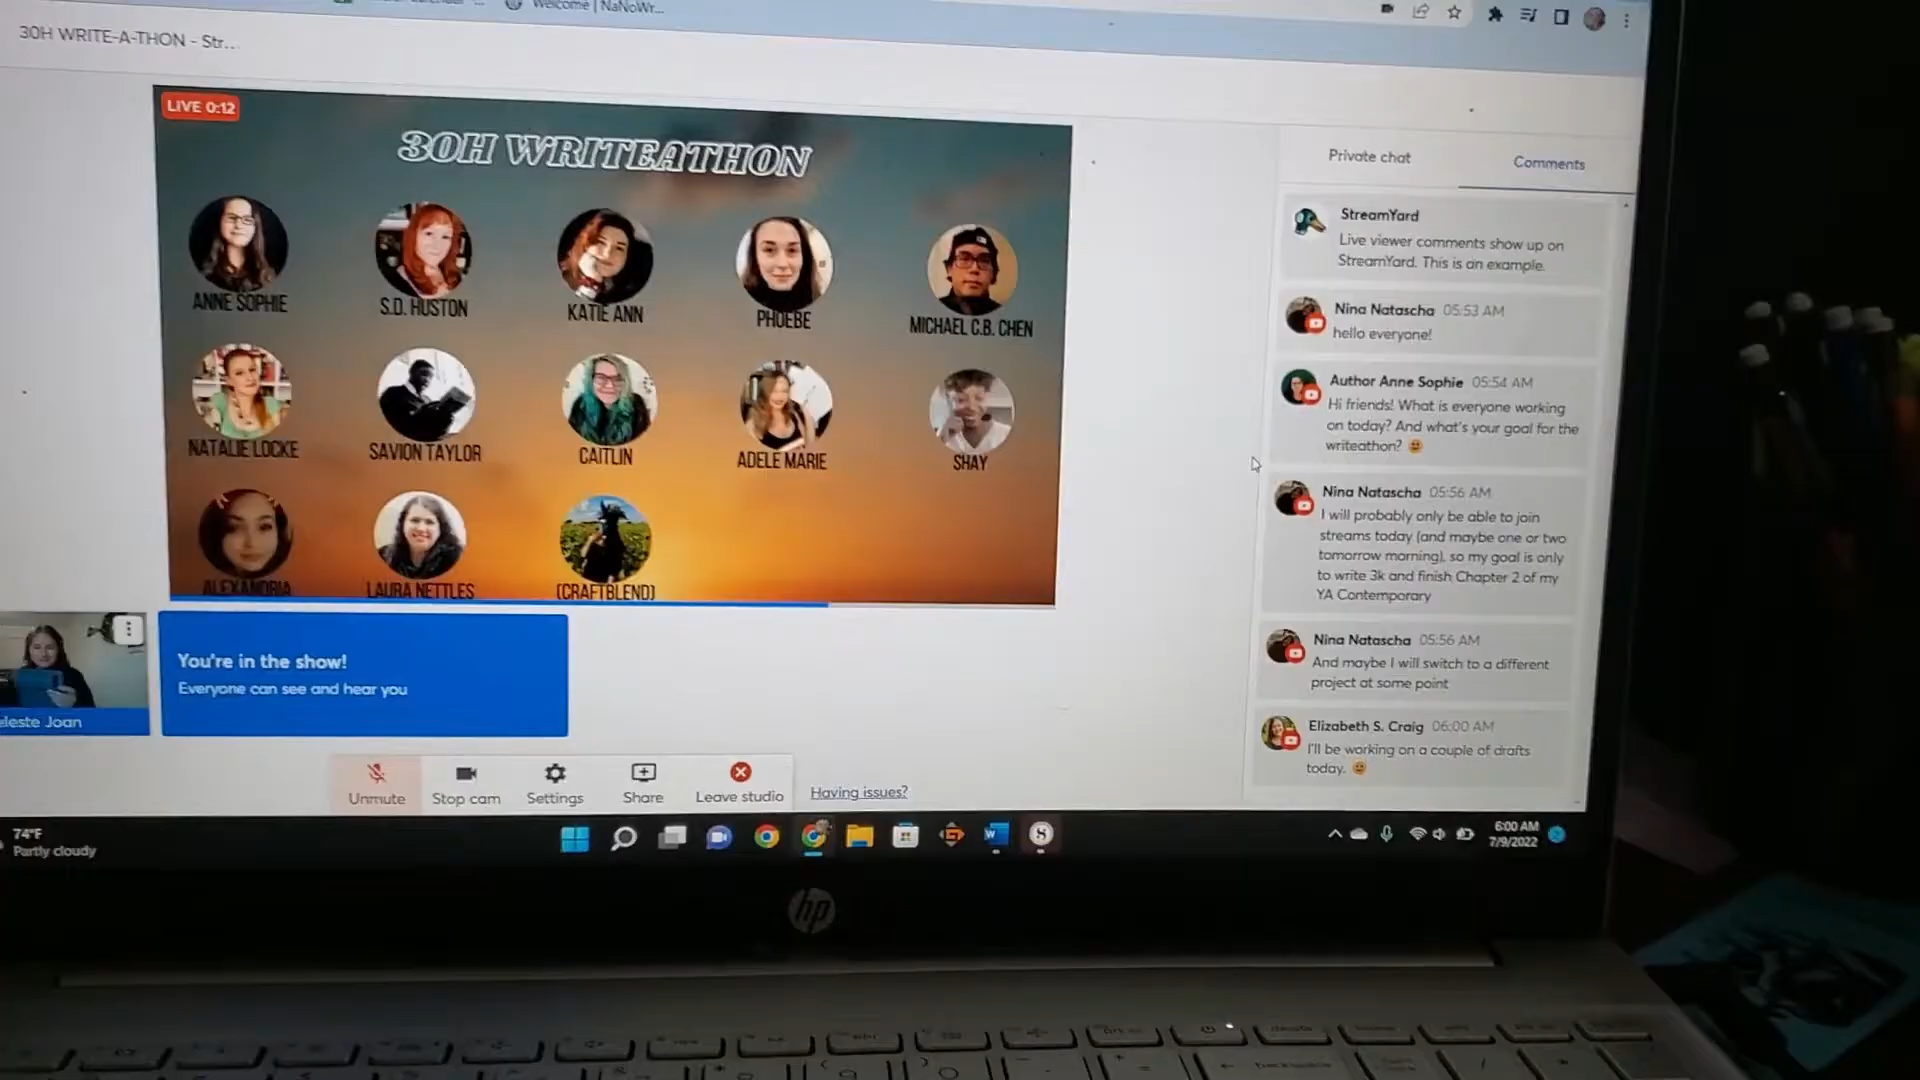 Welcome | NaNoWr...
30H WRITE-A-THON - Str...
LIVE 0:12
30H WRITEATHON
ANNE SOPHIE
S.D. HUSTON
KATIE ANN
PHOEBE
MICHAEL C.B. CHEN
NATALIE LOCKE
SAVION TAYLOR
CAITLIN
ADELE MARIE
SHAY
ALEXANDRIA
LAURA NETTLES
(CRAFTBLEND)
eleste Joan
You're in the show!
Everyone can see and hear you
Unmute
Stop cam
Settings
Share
Leave studio
Having issues?
Private chat
Comments
StreamYard
Live viewer comments show up on
StreamYard. This is an example.
Nina Natascha 05:53 AM
hello everyone!
Author Anne Sophie 05:54 AM
Hi friends! What is everyone working
on today? And what's your goal for the
writeathon?
Nina Natascha 05:56 AM
I will probably only be able to join
streams today (and maybe one or two
tomorrow morning), so my goal is only
to write 3k and finish Chapter 2 of my
YA Contemporary
Nina Natascha 05:56 AM
And maybe I will switch to a different
project at some point
Elizabeth S. Craig 06:00 AM
I'll be working on a couple of drafts
today.
74°F
Partly cloudy
6:00 AM
7/9/2022
hp